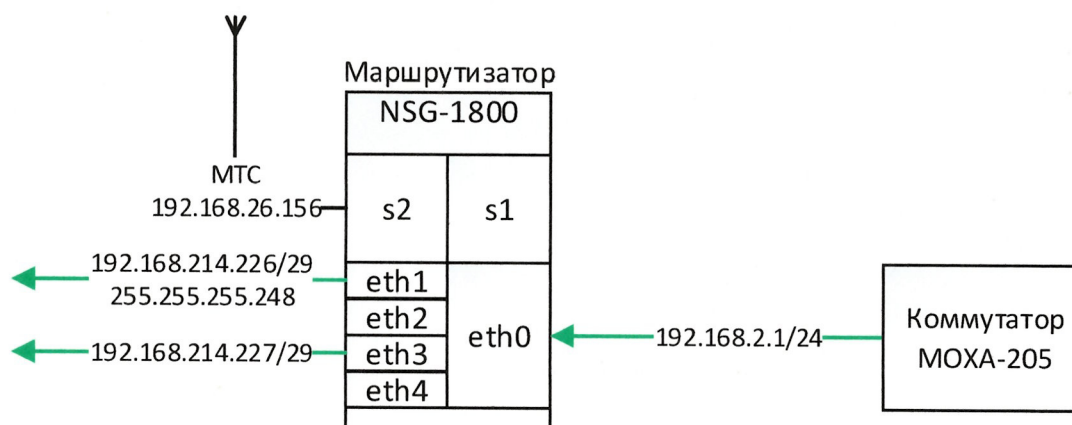 Маршрутизатор
NSG-1800
МТС
192.168.26.156
s2
s1
192.168.214.226/29
255.255.255.248
eth1
eth2
192.168.214.227/29
eth3
eth4
eth0
192.168.2.1/24
Коммутатор
MOXA-205